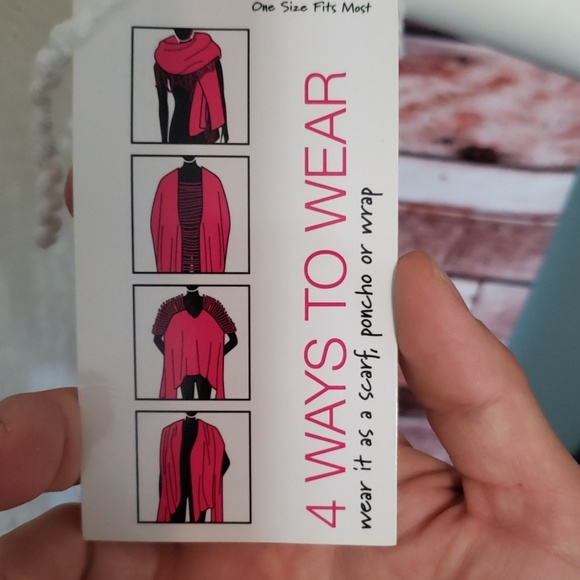 One Size Fits Most
4 WAYS TO WEAR
wear it as a scarf, poncho or wrap